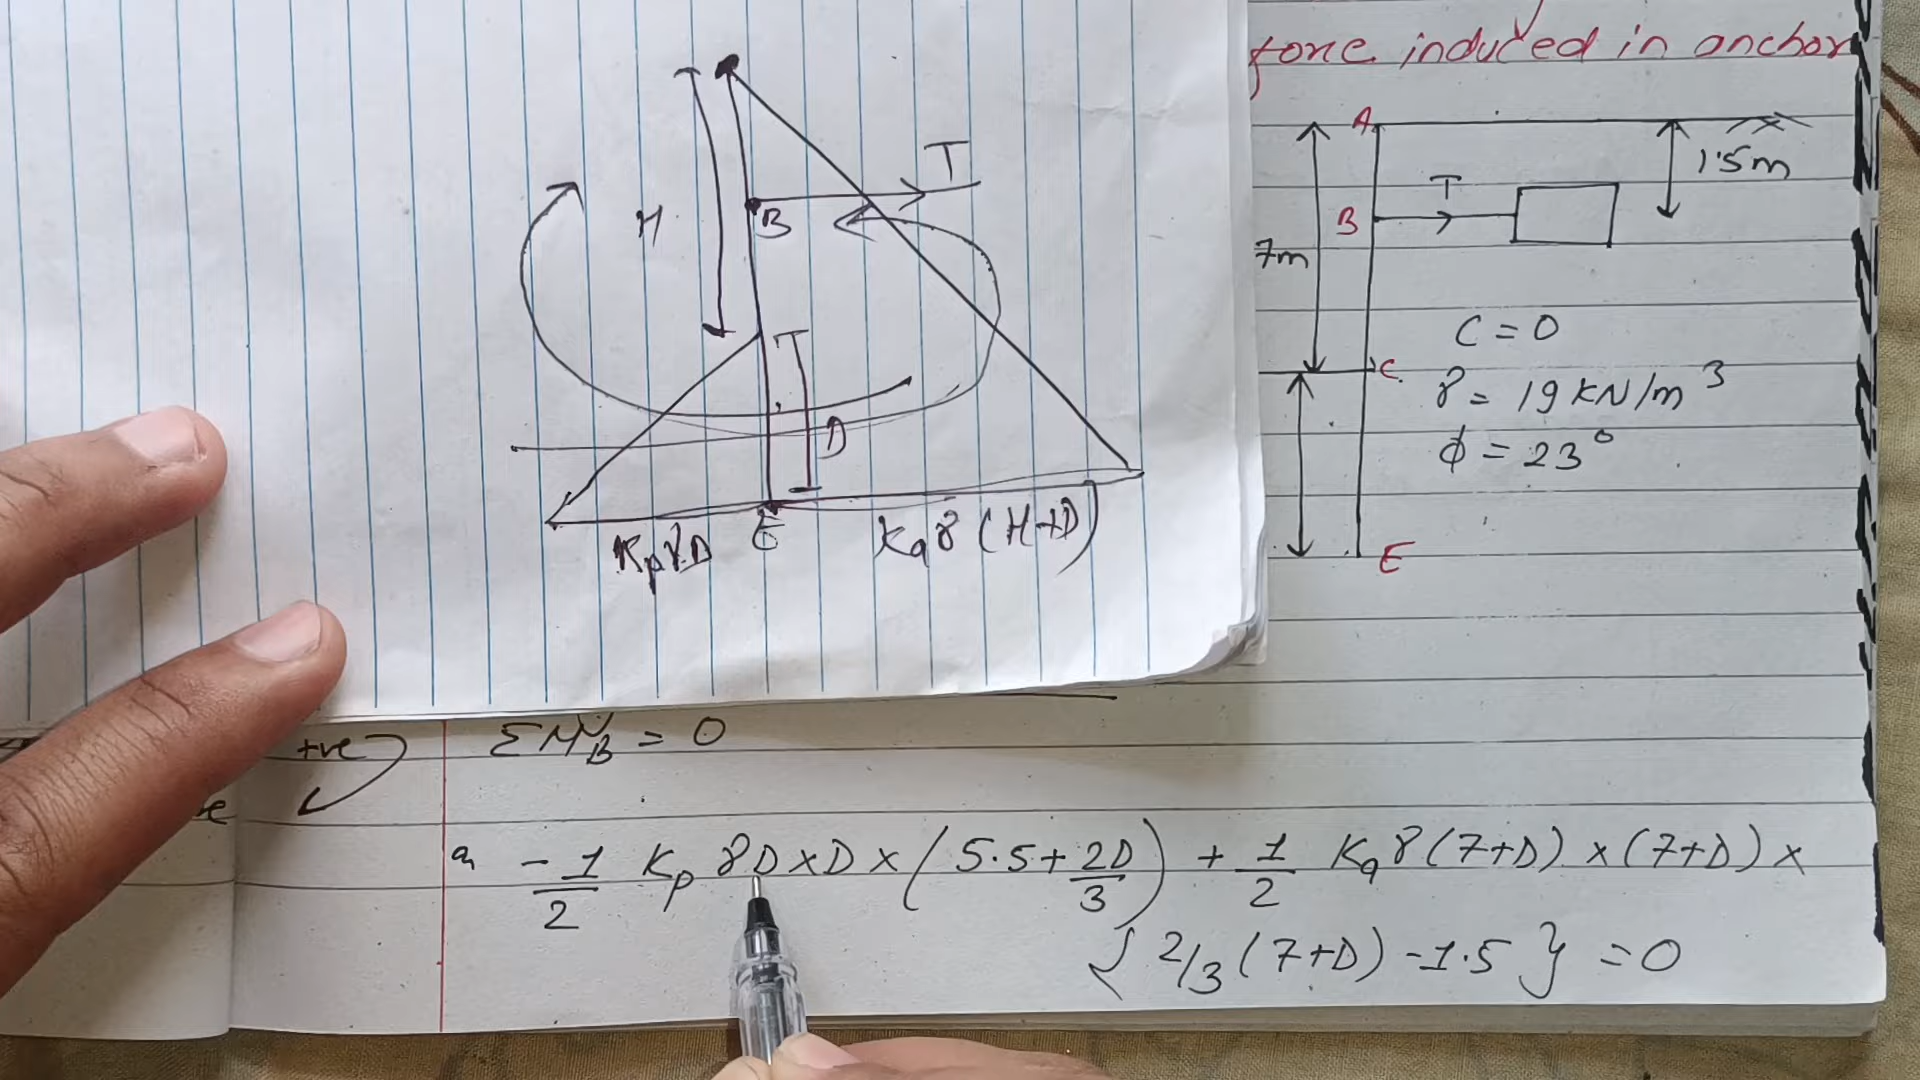 force induced in anchor
A
1.5m
T
B
7m
C
C = 0
γ = 19 KN/m³
φ = 23°
E
T
B
H
D
KpγD E Kaγ(H+D)
+ve ΣMB = 0
- 1/2 Kp γD×D×(5.5+2D/3) + 1/2 Kaγ(7+D)×(7+D)×
{2/3(7+D) -1.5} = 0